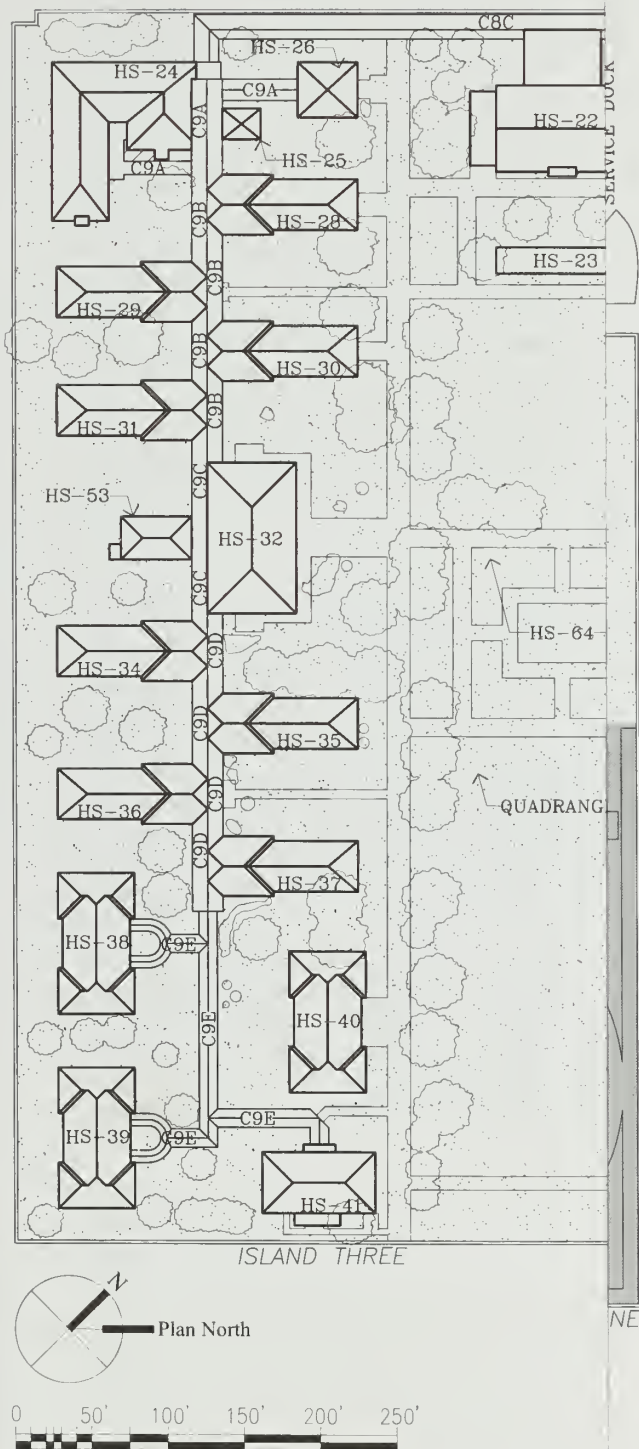 C8C
HS-26
HS-24
C9A
C9A
HS-22
SERVICE DOCK
HS-25
C9A
C9B
HS-28
HS-23
C9B
HS-29
C9B
HS-30
C9B
HS-31
C9C
HS-53
HS-32
C9C
HS-64
C9D
HS-34
C9D
HS-35
C9D
HS-36
QUADRANG
C9D
HS-37
HS-38
C9E
C9E
HS-40
C9E
HS-39
C9E
HS-41
ISLAND THREE
N
Plan North
NE
0 50' 100' 150' 200' 250'